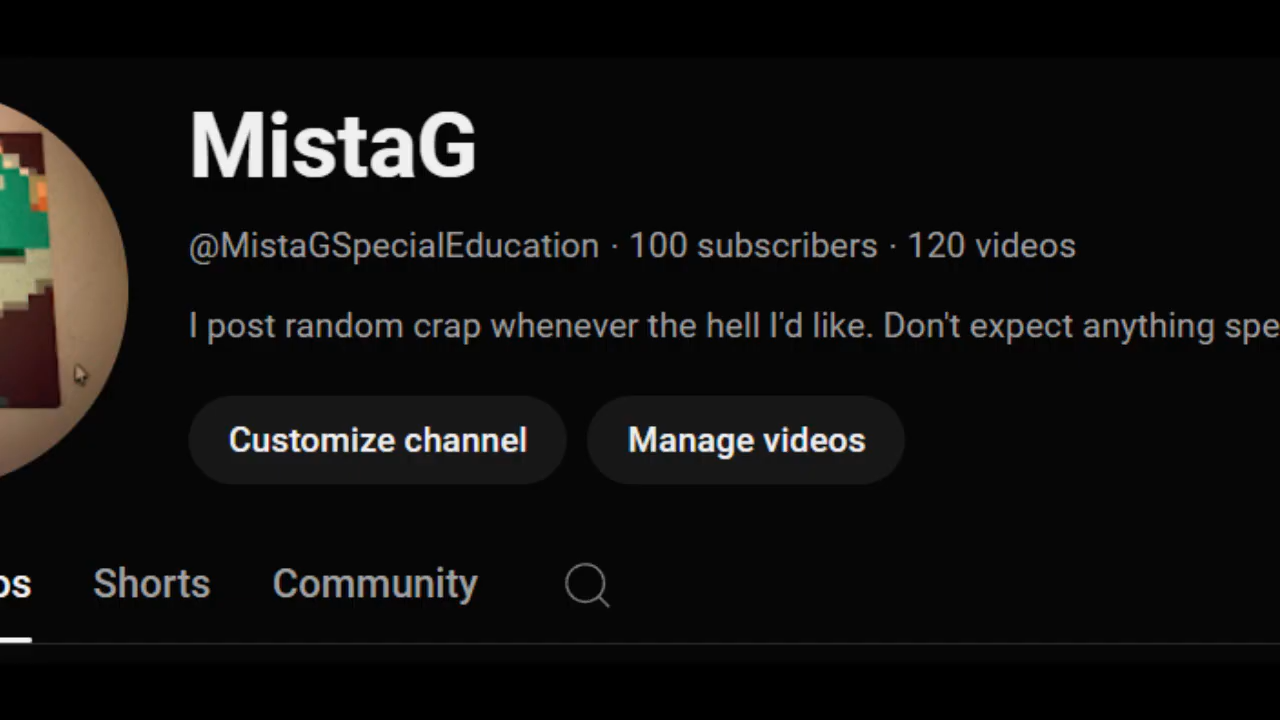 MistaG
@MistaGSpecialEducation · 100 subscribers · 120 videos
I post random crap whenever the hell I'd like. Don't expect anything spe
Customize channel Manage videos
os Shorts Community